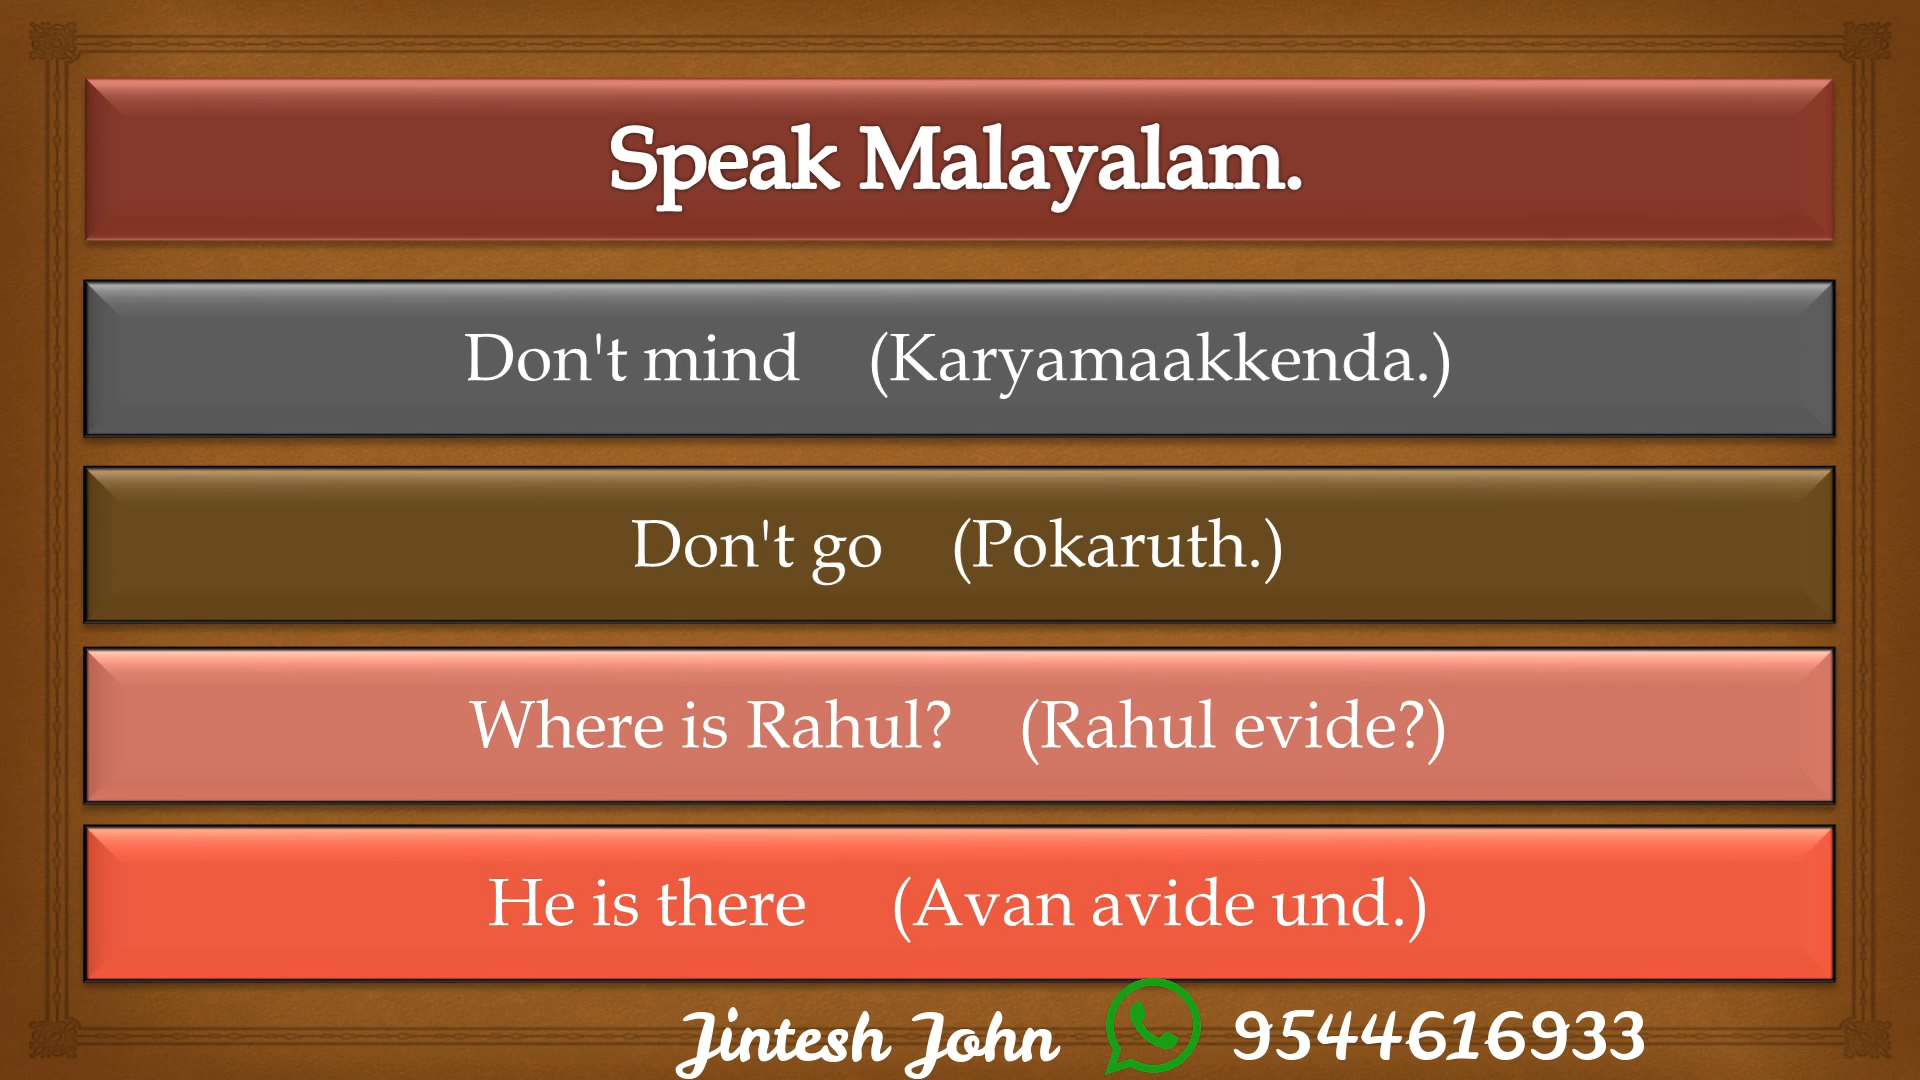 Speak Malayalam.
Don't mind (Karyamaakkenda.)
Don't go (Pokaruth.)
Where is Rahul? (Rahul evide?)
He is there (Avan avide und.)
Jintesh John 9544616933